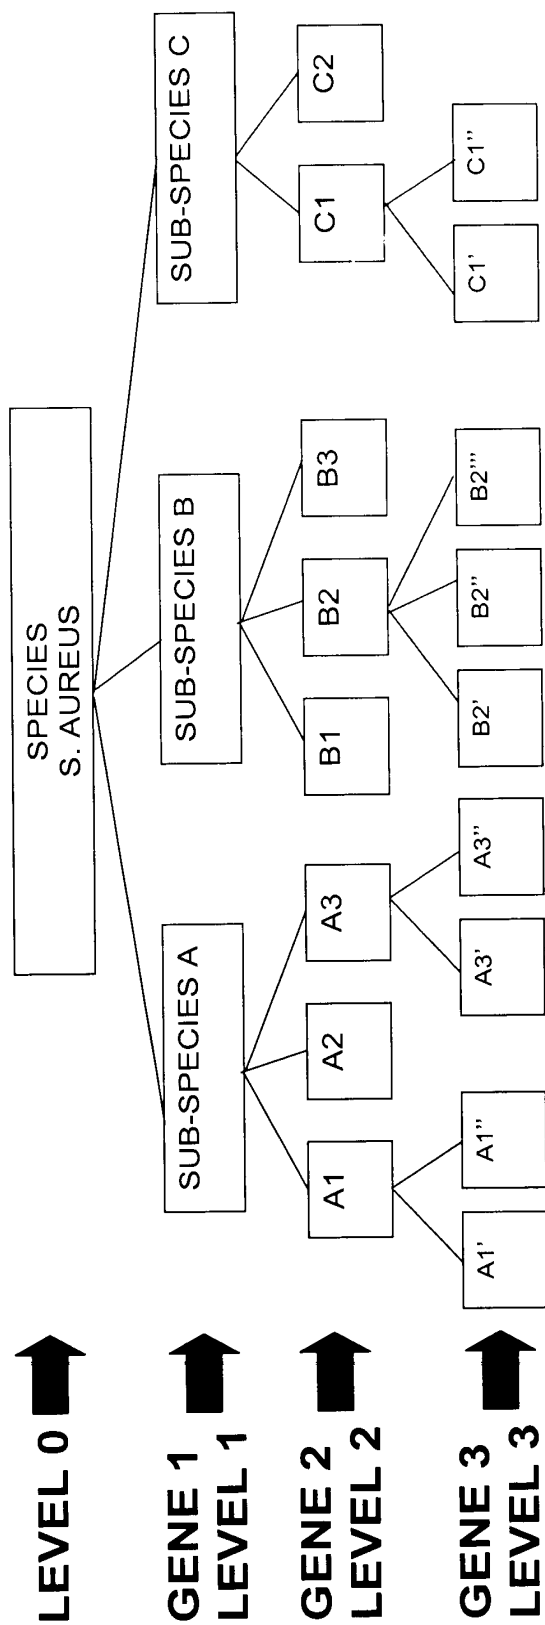 LEVEL 0
SPECIES
S. AUREUS
GENE 1
LEVEL 1
SUB-SPECIES A
SUB-SPECIES B
SUB-SPECIES C
GENE 2
LEVEL 2
A1
A2
A3
B1
B2
B3
C1
C2
GENE 3
LEVEL 3
A1'
A1''
A3'
A3''
B2'
B2''
B2'''
C1'
C1''